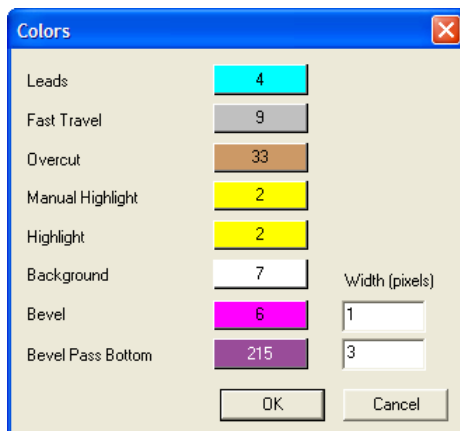 Colors
Leads 4
Fast Travel 9
Overcut 33
Manual Highlight 2
Highlight 2
Background 7 Width (pixels)
Bevel 6 1
Bevel Pass Bottom 215 3
OK Cancel